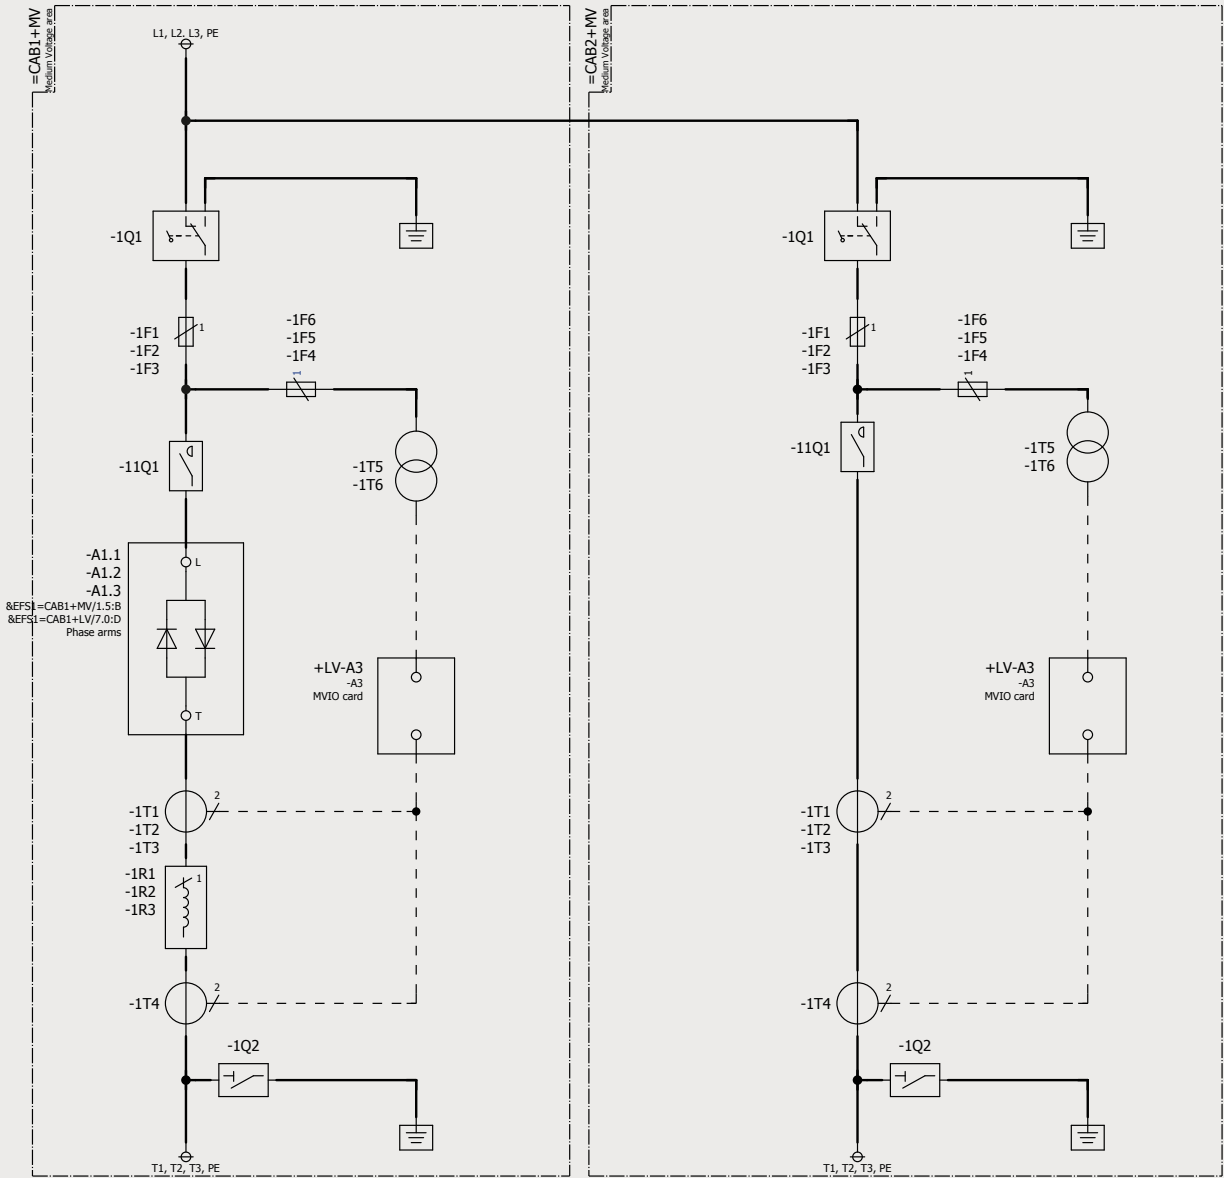 =CAB1+MV
Medium Voltage area
L1, L2. L3, PE
-1Q1
-1F1
-1F2
-1F3
1
-1F6
-1F5
-1F4
1
-11Q1
-1T5
-1T6
-A1.1
-A1.2
-A1.3
&EFS1=CAB1+MV/1.5:B
&EFS1=CAB1+LV/7.0:D
Phase arms
L
T
+LV-A3
-A3
MVIO card
-1T1
-1T2
-1T3
2
-1R1
-1R2
-1R3
1
-1T4
2
-1Q2
T1, T2, T3, PE
=CAB2+MV
Medium Voltage area
-1Q1
-1F1
-1F2
-1F3
1
-1F6
-1F5
-1F4
1
-11Q1
-1T5
-1T6
+LV-A3
-A3
MVIO card
-1T1
-1T2
-1T3
2
-1T4
2
-1Q2
T1, T2, T3, PE